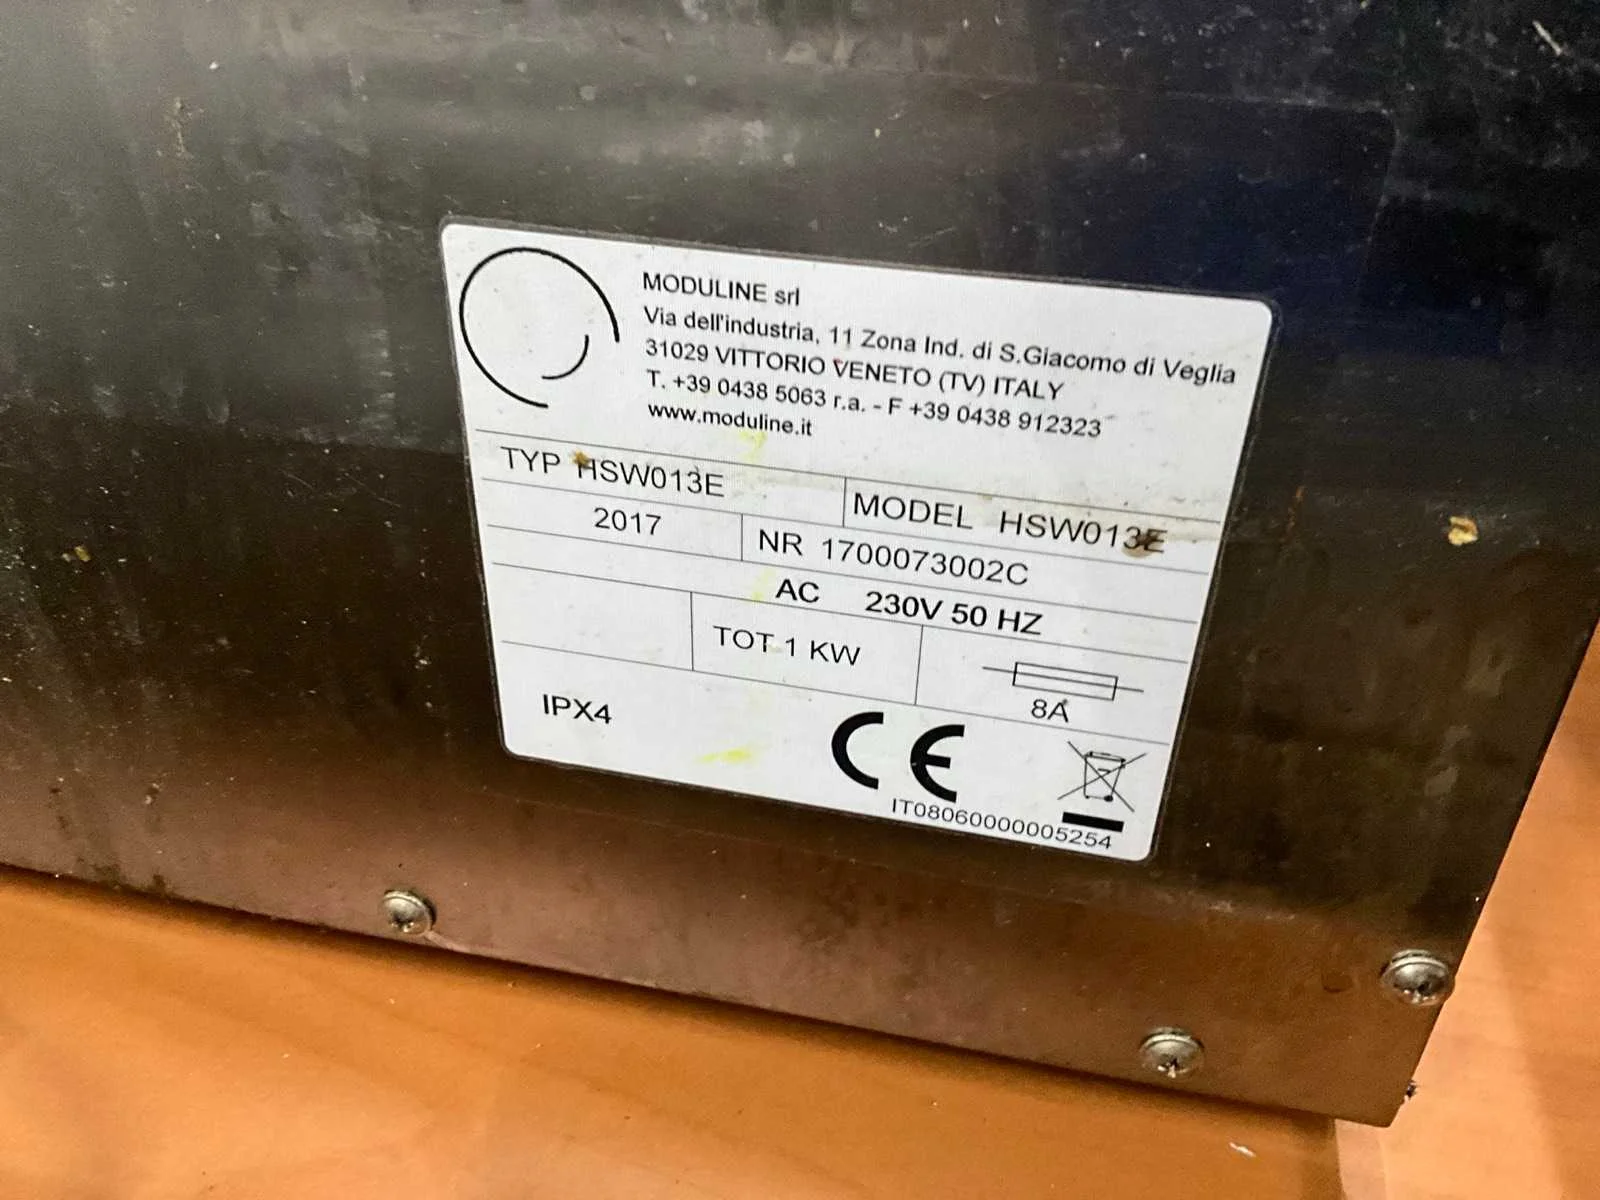 MODULINE srl
Via dell'industria, 11 Zona Ind. di S.Giacomo di Veglia
31029 VITTORIO VENETO (TV) ITALY
T. +39 0438 5063 r.a. - F +39 0438 912323
www.moduline.it
TYP HSW013E
MODEL HSW013E
2017
NR 1700073002C
AC 230V 50 HZ
TOT 1 KW
8A
IPX4
CE
IT08060000005254